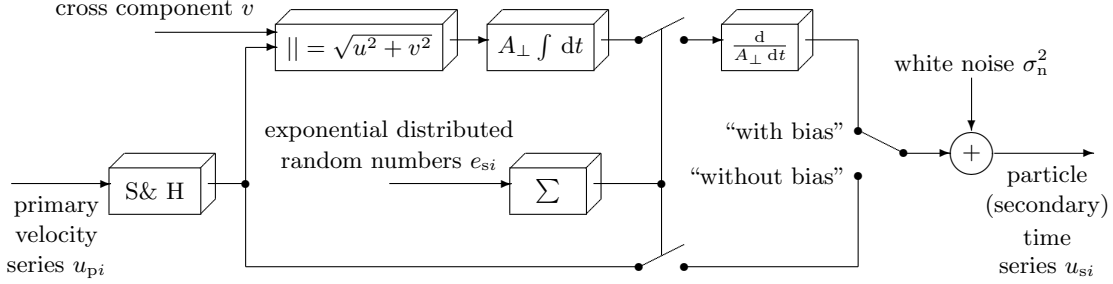 cross component v
|| = √u² + v²
A⊥ ∫ dt
d
A⊥ dt
white noise σₙ²
exponential distributed
random numbers eₛᵢ
“with bias”
“without bias”
S& H
∑
+
primary
velocity
series uₚᵢ
particle
(secondary)
time
series uₛᵢ